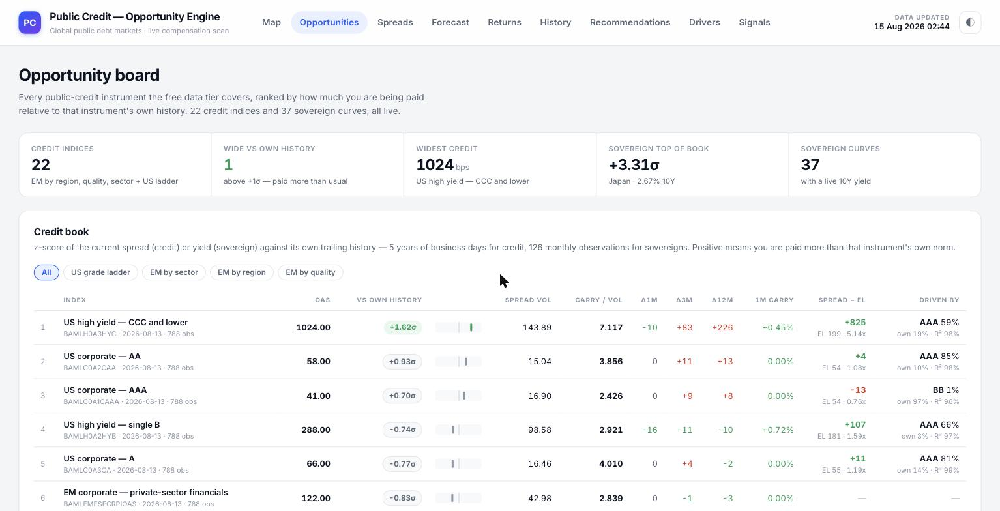 PC
Public Credit — Opportunity Engine
Global public debt markets · live compensation scan
Map Opportunities Spreads Forecast Returns History Recommendations Drivers Signals
DATA UPDATED
15 Aug 2026 02:44
Opportunity board
Every public-credit instrument the free data tier covers, ranked by how much you are being paid
relative to that instrument's own history. 22 credit indices and 37 sovereign curves, all live.
CREDIT INDICES
22
EM by region, quality, sector + US ladder
WIDE VS OWN HISTORY
1
above +1σ — paid more than usual
WIDEST CREDIT
1024 bps
US high yield — CCC and lower
SOVEREIGN TOP OF BOOK
+3.31σ
Japan · 2.67% 10Y
SOVEREIGN CURVES
37
with a live 10Y yield
Credit book
z-score of the current spread (credit) or yield (sovereign) against its own trailing history — 5 years of business days for credit, 126 monthly observations for sovereigns. Positive means you are paid more than that instrument's own norm.
All US grade ladder EM by sector EM by region EM by quality
INDEX OAS VS OWN HISTORY SPREAD VOL CARRY / VOL Δ1M Δ3M Δ12M 1M CARRY SPREAD − EL DRIVEN BY
1 US high yield — CCC and lower 1024.00 +1.62σ 143.89 7.117 -10 +83 +226 +0.45% +825 AAA 59%
BAMLH0A3HYC · 2026-08-13 · 788 obs EL 199 · 5.14x own 19% · R² 98%
2 US corporate — AA 58.00 +0.93σ 15.04 3.856 0 +11 +13 0.00% +4 AAA 85%
BAMLC0A2CAA · 2026-08-13 · 788 obs EL 54 · 1.08x own 10% · R² 98%
3 US corporate — AAA 41.00 +0.70σ 16.90 2.426 0 +9 +8 0.00% -13 BB 1%
BAMLC0A1CAAA · 2026-08-13 · 788 obs EL 54 · 0.76x own 97% · R² 96%
4 US high yield — single B 288.00 -0.74σ 98.58 2.921 -16 -11 -10 +0.72% +107 AAA 66%
BAMLH0A2HYB · 2026-08-13 · 788 obs EL 181 · 1.59x own 3% · R² 97%
5 US corporate — A 66.00 -0.77σ 16.46 4.010 0 +4 -2 0.00% +11 AAA 81%
BAMLC0A3CA · 2026-08-13 · 788 obs EL 55 · 1.19x own 14% · R² 99%
6 EM corporate — private-sector financials 122.00 -0.83σ 42.98 2.839 0 -1 -3 0.00% — —
BAMLEMFSFCRPIOAS · 2026-08-13 · 788 obs